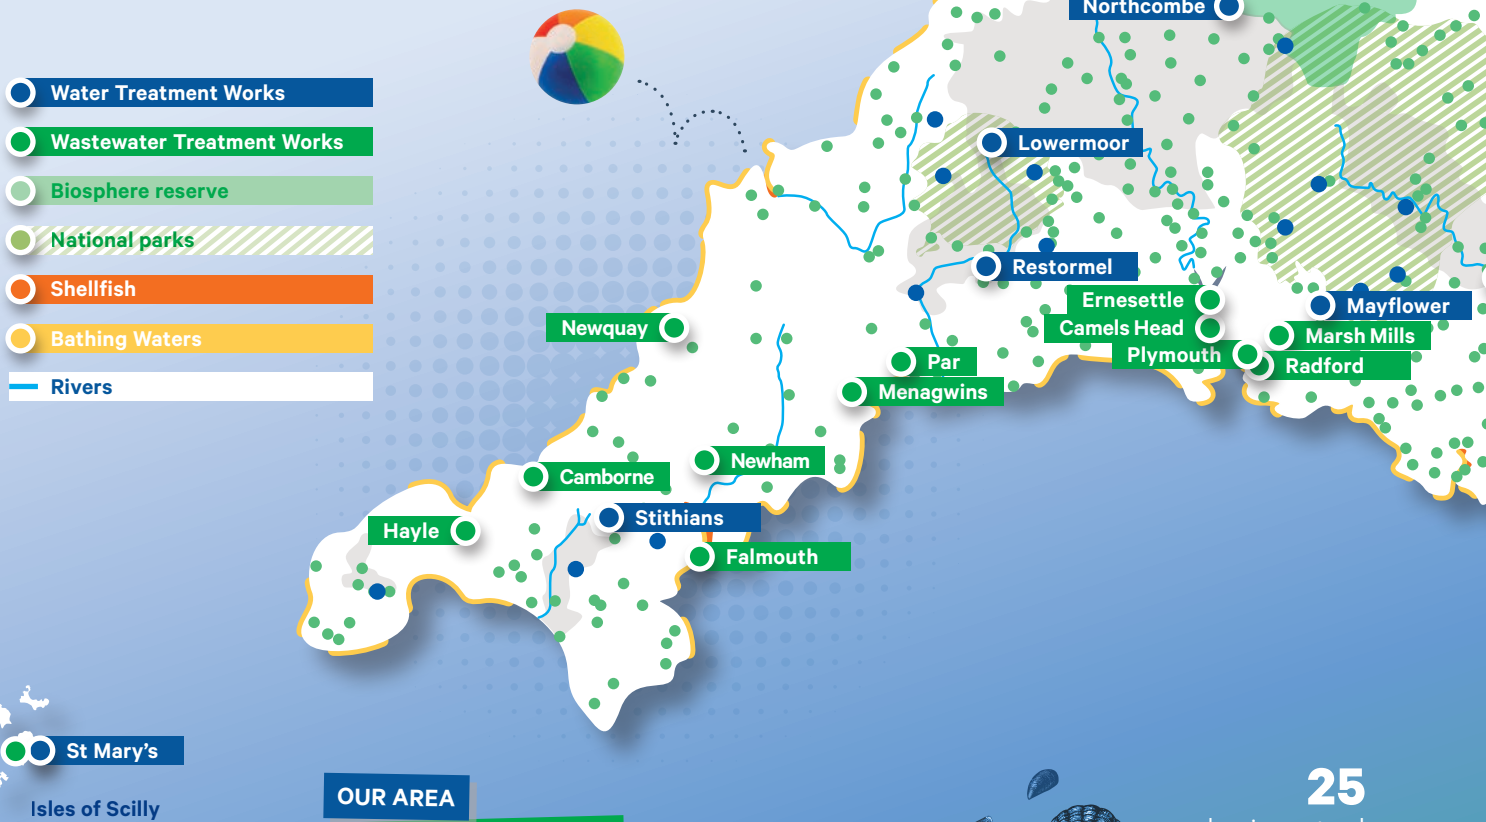 Northcombe
Water Treatment Works
Wastewater Treatment Works
Lowermoor
Biosphere reserve
National parks
Restormel
Shellfish
Ernesettle
Mayflower
Newquay
Camels Head
Bathing Waters
Marsh Mills
Plymouth
Par
Radford
Rivers
Menagwins
Newham
Camborne
Stithians
Hayle
Falmouth
St Mary's
25
OUR AREA
Isles of Scilly